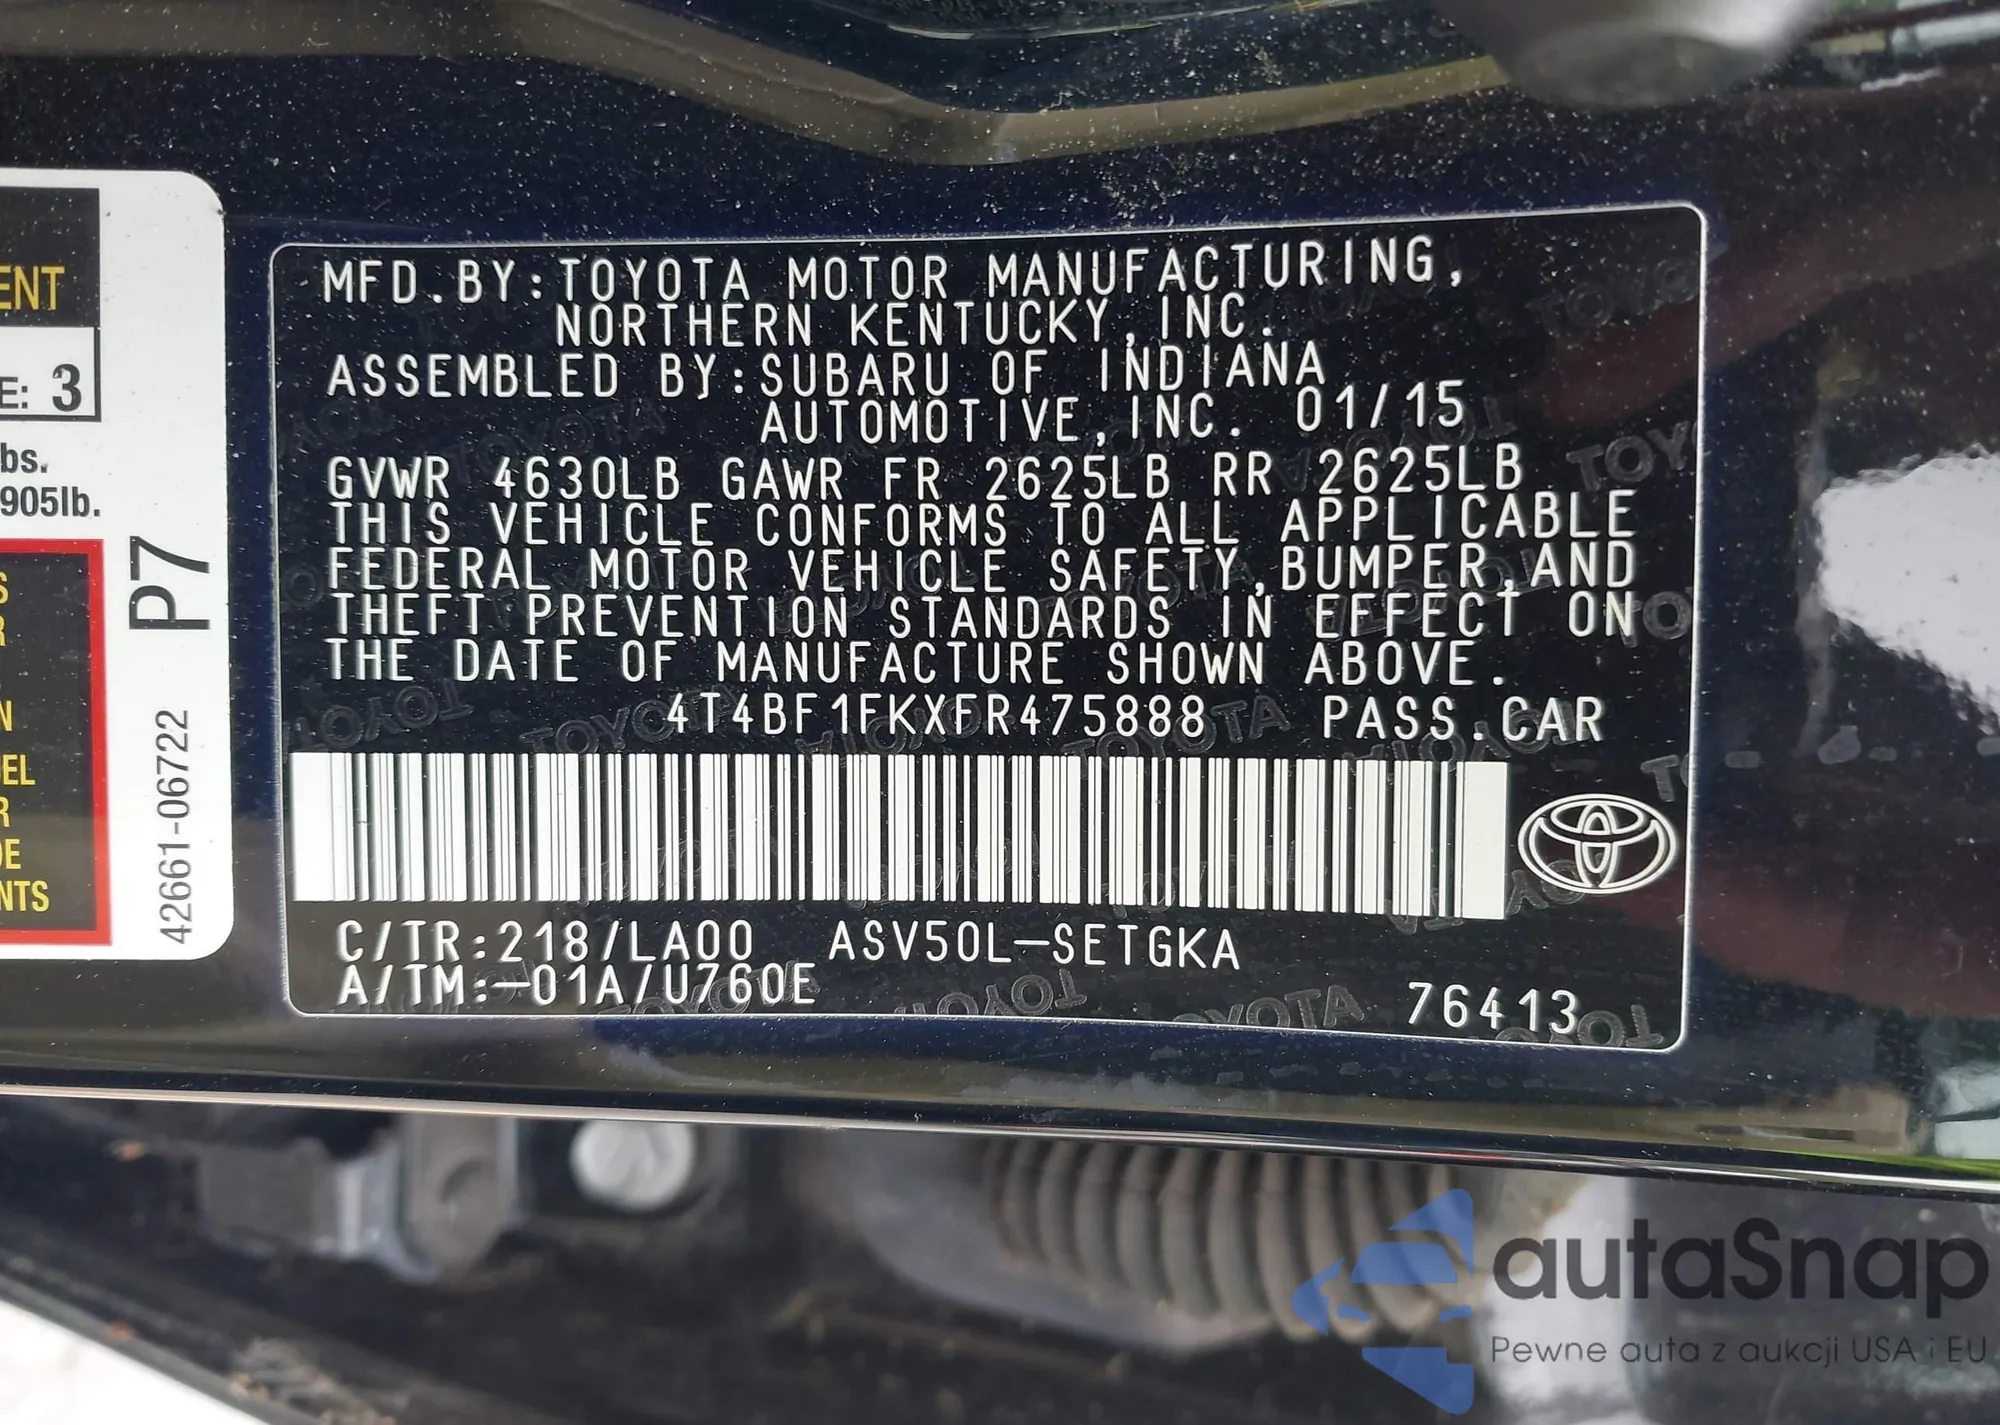 MFD.BY:TOYOTA MOTOR MANUFACTURING,
NORTHERN KENTUCKY,INC.
ASSEMBLED BY:SUBARU OF INDIANA
AUTOMOTIVE,INC. 01/15
GVWR 4630LB GAWR FR 2625LB RR 2625LB
THIS VEHICLE CONFORMS TO ALL APPLICABLE
FEDERAL MOTOR VEHICLE SAFETY,BUMPER,AND
THEFT PREVENTION STANDARDS IN EFFECT ON
THE DATE OF MANUFACTURE SHOWN ABOVE.
4T4BF1FKXFR475888 PASS.CAR
C/TR:218/LA00 ASV50L-SETGKA
A/TM:-01A/U760E
76413
E: 3
bs.
905lb.
P7
42661-06722
autaSnap
Pewne auta z aukcji USA i EU